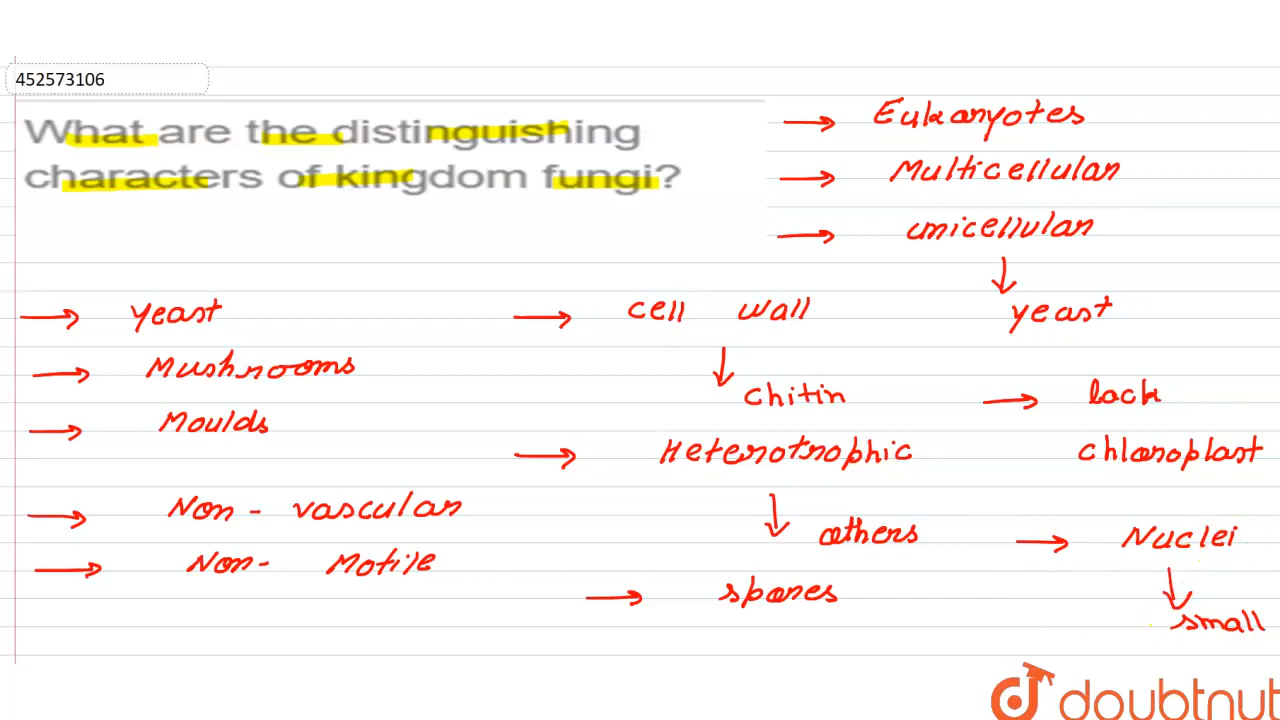 452573106
What are the distinguishing
characters of kingdom fungi?
→ Eukaryotes
→ Multicellular
→ unicellular
↓
yeast
→ yeast
→ Mushrooms
→ Moulds
→ Non - vascular
→ Non - Motile
→ cell wall
↓
chitin
→ Heterotrophic
↓
others
→ spores
→ lack
chloroplast
→ Nuclei
↓
small
doubtnut